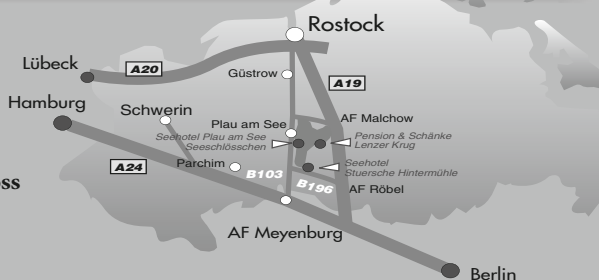 Rostock
Lübeck
A20
Güstrow
A19
Hamburg
Schwerin
AF Malchow
Plau am See
Seehotel Plau am See
Seeschlösschen
Pension & Schänke
Lenzer Krug
Parchim
Seehotel
Stuersche Hintermühle
A24
B103
B196
AF Röbel
ss
AF Meyenburg
Berlin